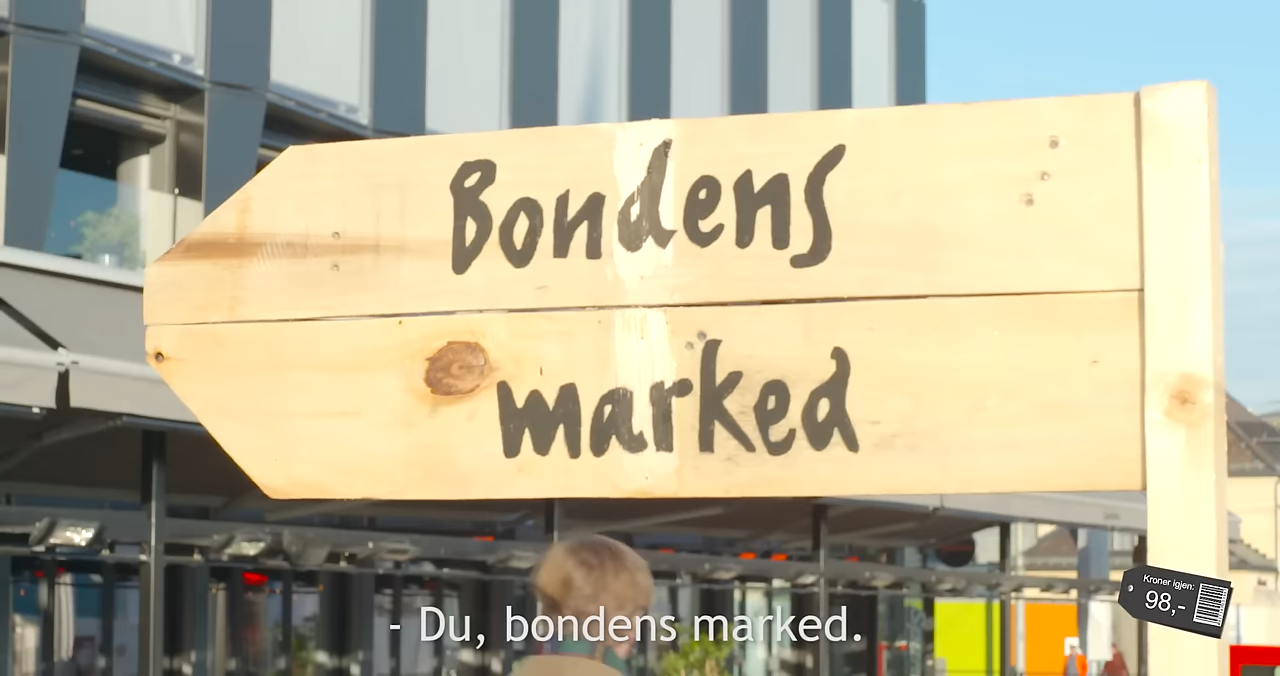 Bondens
marked
Kroner igjen:
98,-
- Du, bondens marked.